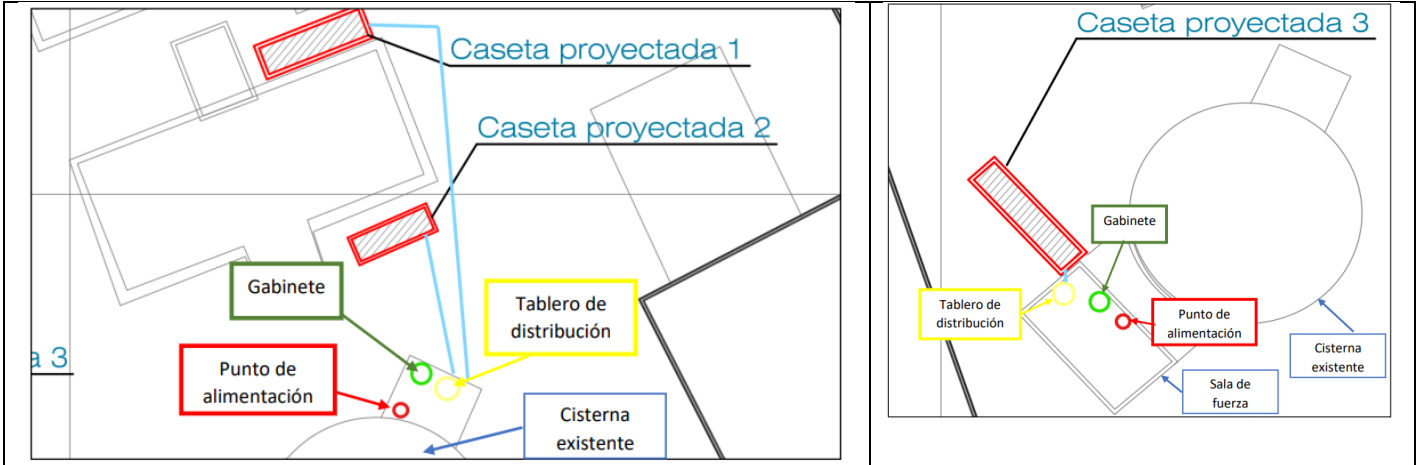 Caseta proyectada 1
Caseta proyectada 2
Gabinete
Tablero de
distribución
a 3
Punto de
alimentación
Cisterna
existente
Caseta proyectada 3
Gabinete
Tablero de
distribución
Punto de
alimentación
Cisterna
existente
Sala de
fuerza